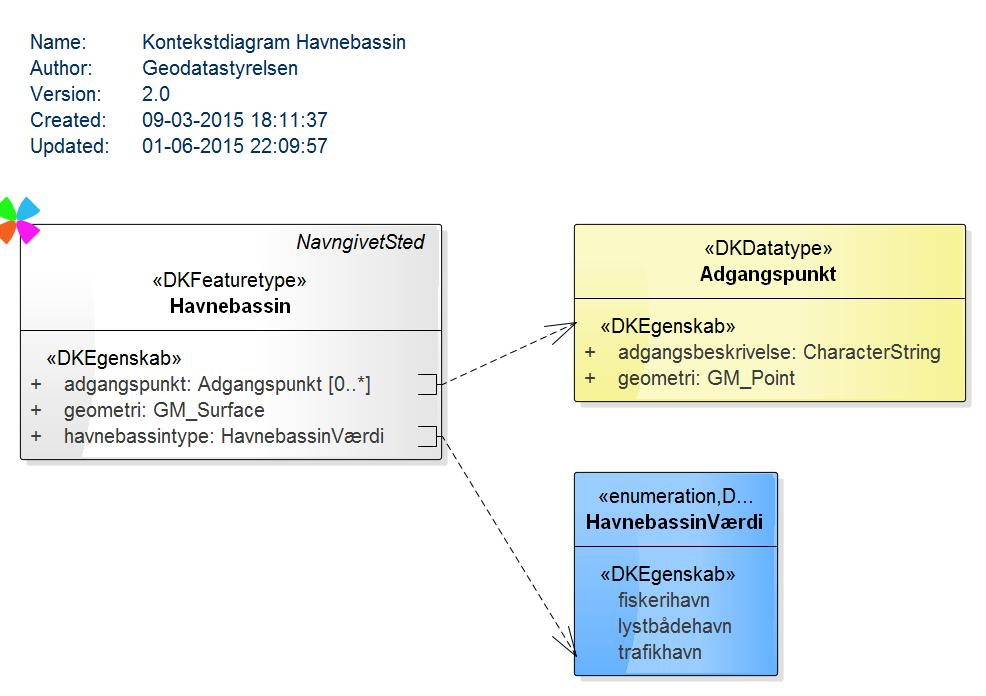 Name: Kontekstdiagram Havnebassin
Author: Geodatastyrelsen
Version: 2.0
Created: 09-03-2015 18:11:37
Updated: 01-06-2015 22:09:57
NavngivetSted
«DKFeaturetype»
Havnebassin
«DKEgenskab»
+ adgangspunkt: Adgangspunkt [0..*]
+ geometri: GM_Surface
+ havnebassintype: HavnebassinVærdi
«DKDatatype»
Adgangspunkt
«DKEgenskab»
+ adgangsbeskrivelse: CharacterString
+ geometri: GM_Point
«enumeration,D...
HavnebassinVærdi
«DKEgenskab»
fiskerihavn
lystbådehavn
trafikhavn